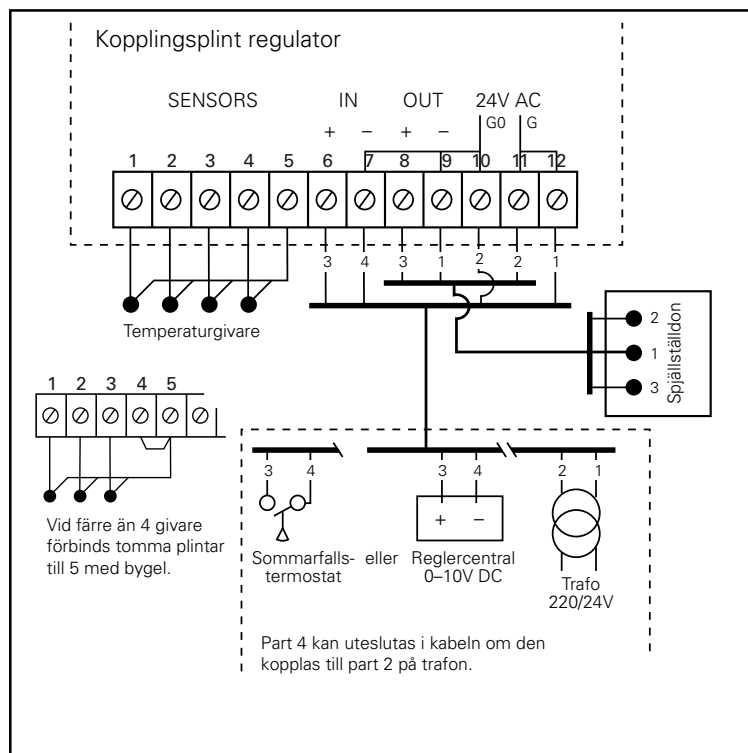 Kopplingsplint regulator
SENSORS IN OUT 24V AC
+ − + − G0 G
1 2 3 4 5 6 7 8 9 10 11 12
3 4 3 1 2 2 1
Temperaturgivare
2
1
3
Spjällställdon
1 2 3 4 5
Vid färre än 4 givare
förbinds tomma plintar
till 5 med bygel.
3 4 3 4 2 1
+ −
Sommarfalls-
termostat
eller
Reglercentral
0–10V DC
Trafo
220/24V
Part 4 kan uteslutas i kabeln om den
kopplas till part 2 på trafon.